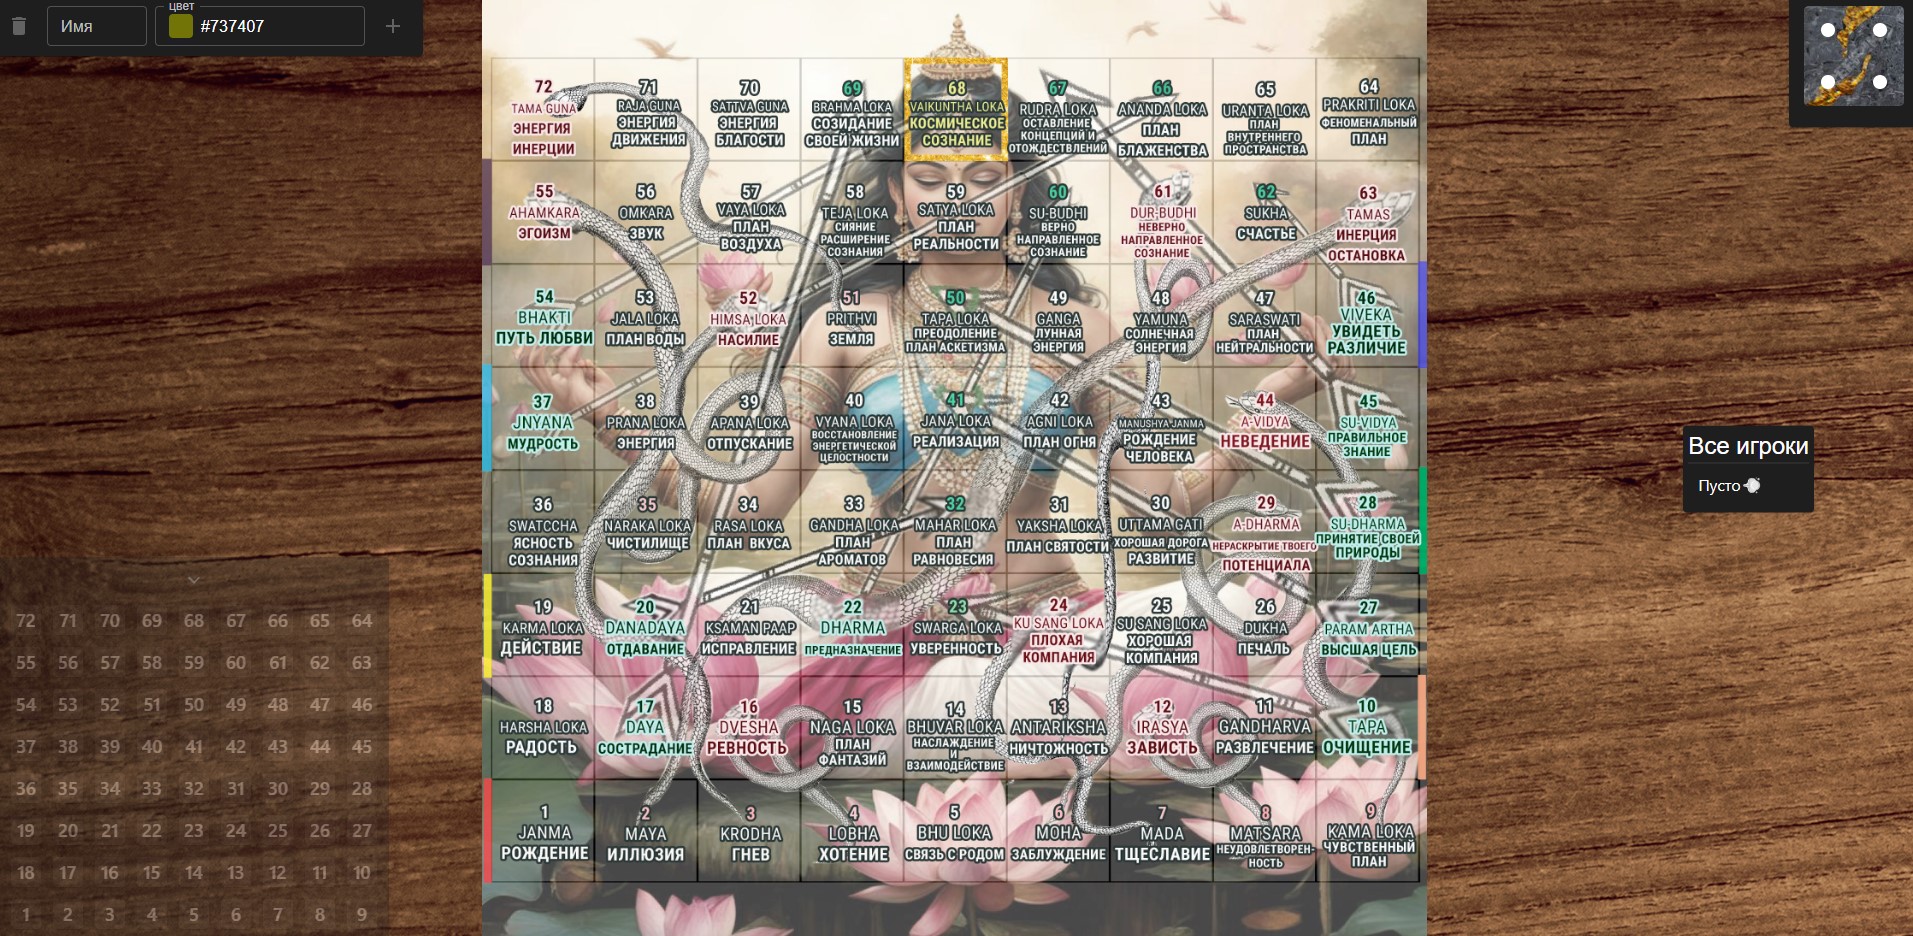 цвет
Имя
#737407
72
TAMA GUNA
ЭНЕРГИЯ
ИНЕРЦИИ
71
RAJA GUNA
ЭНЕРГИЯ
ДВИЖЕНИЯ
70
SATTVA GUNA
ЭНЕРГИЯ
БЛАГОСТИ
69
BRAHMA LOKA
СОЗИДАНИЕ
СВОЕЙ ЖИЗНИ
68
VAIKUNTHA LOKA
КОСМИЧЕСКОЕ
СОЗНАНИЕ
67
RUDRA LOKA
ОСТАВЛЕНИЕ
КОНЦЕПЦИЙ И
ОТОЖДЕСТВЛЕНИЙ
66
ANANDA LOKA
ПЛАН
БЛАЖЕНСТВА
65
URANTA LOKA
ПЛАН
ВНУТРЕННЕГО
ПРОСТРАНСТВА
64
PRAKRITI LOKA
ФЕНОМЕНАЛЬНЫЙ
ПЛАН
55
AHAMKARA
ЭГОИЗМ
56
OMKARA
ЗВУК
57
VAYA LOKA
ПЛАН
ВОЗДУХА
58
TEJA LOKA
СИЯНИЕ
РАСШИРЕНИЕ
СОЗНАНИЯ
59
SATYA LOKA
ПЛАН
РЕАЛЬНОСТИ
60
SU-BUDHI
ВЕРНО
НАПРАВЛЕННОЕ
СОЗНАНИЕ
61
DUR-BUDHI
НЕВЕРНО
НАПРАВЛЕННОЕ
СОЗНАНИЕ
62
SUKHA
СЧАСТЬЕ
63
TAMAS
ИНЕРЦИЯ
ОСТАНОВКА
54
BHAKTI
ПУТЬ ЛЮБВИ
53
JALA LOKA
ПЛАН ВОДЫ
52
HIMSA LOKA
НАСИЛИЕ
51
PRITHVI
ЗЕМЛЯ
50
TAPA LOKA
ПРЕОДОЛЕНИЕ
ПЛАН АСКЕТИЗМА
49
GANGA
ЛУННАЯ
ЭНЕРГИЯ
48
YAMUNA
СОЛНЕЧНАЯ
ЭНЕРГИЯ
47
SARASWATI
ПЛАН
НЕЙТРАЛЬНОСТИ
46
VIVEKA
УВИДЕТЬ
РАЗЛИЧИЕ
37
JNYANA
МУДРОСТЬ
38
PRANA LOKA
ЭНЕРГИЯ
39
APANA LOKA
ОТПУСКАНИЕ
40
VYANA LOKA
ВОССТАНОВЛЕНИЕ
ЭНЕРГЕТИЧЕСКОЙ
ЦЕЛОСТНОСТИ
41
JANA LOKA
РЕАЛИЗАЦИЯ
42
AGNI LOKA
ПЛАН ОГНЯ
43
MANUSHYA JANMA
РОЖДЕНИЕ
ЧЕЛОВЕКА
44
A-VIDYA
НЕВЕДЕНИЕ
45
SU-VIDYA
ПРАВИЛЬНОЕ
ЗНАНИЕ
36
SWATCCHA
ЯСНОСТЬ
СОЗНАНИЯ
35
NARAKA LOKA
ЧИСТИЛИЩЕ
34
RASA LOKA
ПЛАН ВКУСА
33
GANDHA LOKA
ПЛАН
АРОМАТОВ
32
MAHAR LOKA
ПЛАН
РАВНОВЕСИЯ
31
YAKSHA LOKA
ПЛАН СВЯТОСТИ
30
UTTAMA GATI
ХОРОШАЯ ДОРОГА
РАЗВИТИЕ
29
A-DHARMA
НЕРАСКРЫТИЕ ТВОЕГО
ПОТЕНЦИАЛА
28
SU-DHARMA
ПРИНЯТИЕ СВОЕЙ
ПРИРОДЫ
19
KARMA LOKA
ДЕЙСТВИЕ
20
DANADAYA
ОТДАВАНИЕ
21
KSAMAN PAAP
ИСПРАВЛЕНИЕ
22
DHARMA
ПРЕДНАЗНАЧЕНИЕ
23
SWARGA LOKA
УВЕРЕННОСТЬ
24
KU SANG LOKA
ПЛОХАЯ
КОМПАНИЯ
25
SU SANG LOKA
ХОРОШАЯ
КОМПАНИЯ
26
DUKHA
ПЕЧАЛЬ
27
PARAM ARTHA
ВЫСШАЯ ЦЕЛЬ
18
HARSHA LOKA
РАДОСТЬ
17
DAYA
СОСТРАДАНИЕ
16
DVESHA
РЕВНОСТЬ
15
NAGA LOKA
ПЛАН
ФАНТАЗИЙ
14
BHUVAR LOKA
НАСЛАЖДЕНИЕ
И
ВЗАИМОДЕЙСТВИЕ
13
ANTARIKSHA
НИЧТОЖНОСТЬ
12
IRASYA
ЗАВИСТЬ
11
GANDHARVA
РАЗВЛЕЧЕНИЕ
10
TAPA
ОЧИЩЕНИЕ
1
JANMA
РОЖДЕНИЕ
2
MAYA
ИЛЛЮЗИЯ
3
KRODHA
ГНЕВ
4
LOBHA
ХОТЕНИЕ
5
BHU LOKA
СВЯЗЬ С РОДОМ
6
MOHA
ЗАБЛУЖДЕНИЕ
7
MADA
ТЩЕСЛАВИЕ
8
MATSARA
НЕУДОВЛЕТВОРЕН-
НОСТЬ
9
KAMA LOKA
ЧУВСТВЕННЫЙ
ПЛАН
72 71 70 69 68 67 66 65 64
55 56 57 58 59 60 61 62 63
54 53 52 51 50 49 48 47 46
37 38 39 40 41 42 43 44 45
36 35 34 33 32 31 30 29 28
19 20 21 22 23 24 25 26 27
18 17 16 15 14 13 12 11 10
1 2 3 4 5 6 7 8 9
Все игроки
Пусто